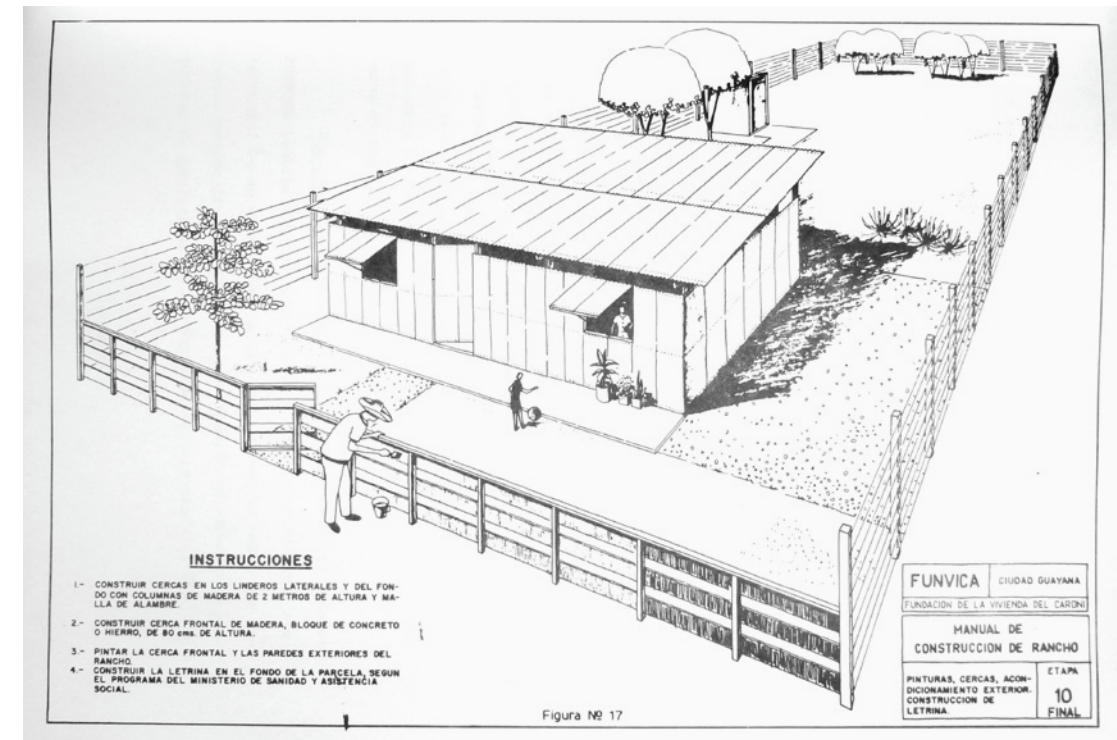 INSTRUCCIONES
1.- CONSTRUIR CERCAS EN LOS LINDEROS LATERALES Y DEL FON-
DO CON COLUMNAS DE MADERA DE 2 METROS DE ALTURA Y MA-
LLA DE ALAMBRE.
2.- CONSTRUIR CERCA FRONTAL DE MADERA, BLOQUE DE CONCRETO
O HIERRO, DE 80 cms. DE ALTURA.
3.- PINTAR LA CERCA FRONTAL Y LAS PAREDES EXTERIORES DEL
RANCHO.
4.- CONSTRUIR LA LETRINA EN EL FONDO DE LA PARCELA, SEGUN
EL PROGRAMA DEL MINISTERIO DE SANIDAD Y ASISTENCIA
SOCIAL.
Figura Nº 17
FUNVICA
CIUDAD GUAYANA
FUNDACION DE LA VIVIENDA DEL CARONI
MANUAL DE
CONSTRUCCION DE RANCHO
PINTURAS, CERCAS, ACON-
DICIONAMIENTO EXTERIOR.
CONSTRUCCION DE
LETRINA.
ETAPA
10
FINAL